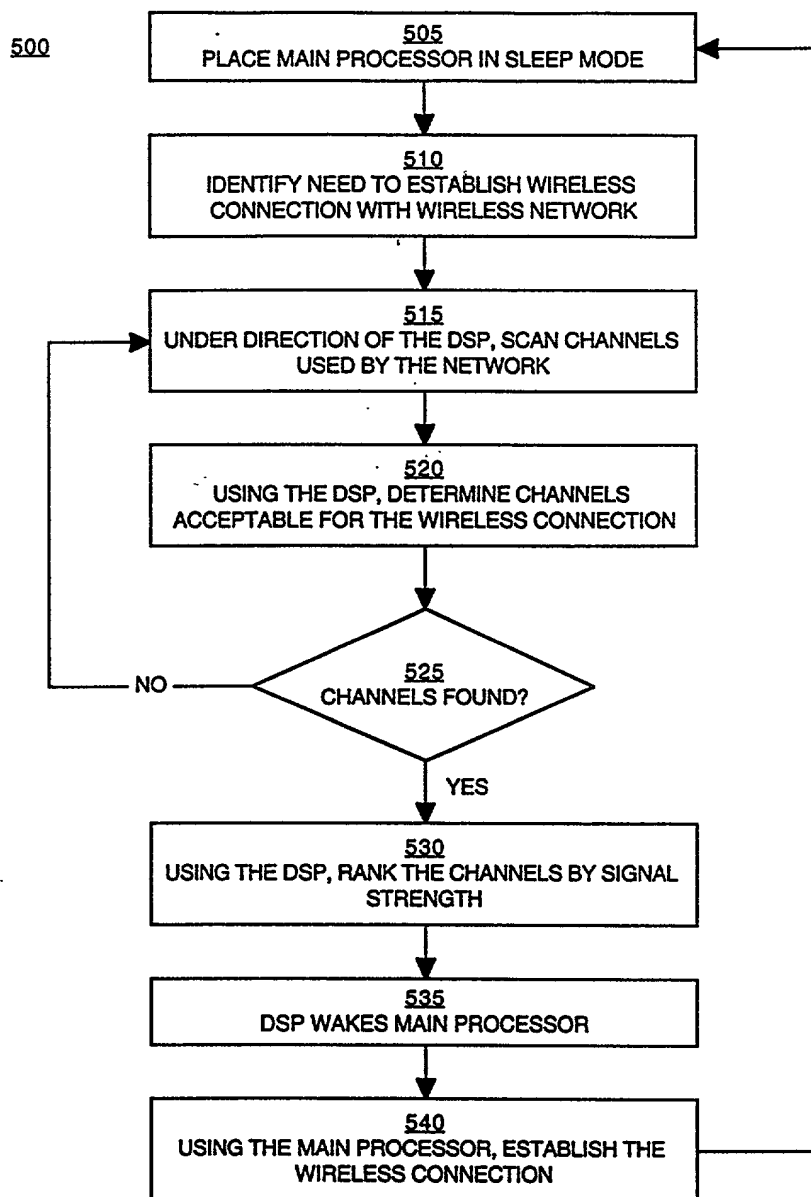 500
505
PLACE MAIN PROCESSOR IN SLEEP MODE
510
IDENTIFY NEED TO ESTABLISH WIRELESS
CONNECTION WITH WIRELESS NETWORK
515
UNDER DIRECTION OF THE DSP, SCAN CHANNELS
USED BY THE NETWORK
520
USING THE DSP, DETERMINE CHANNELS
ACCEPTABLE FOR THE WIRELESS CONNECTION
525
CHANNELS FOUND?
NO
YES
530
USING THE DSP, RANK THE CHANNELS BY SIGNAL
STRENGTH
535
DSP WAKES MAIN PROCESSOR
540
USING THE MAIN PROCESSOR, ESTABLISH THE
WIRELESS CONNECTION